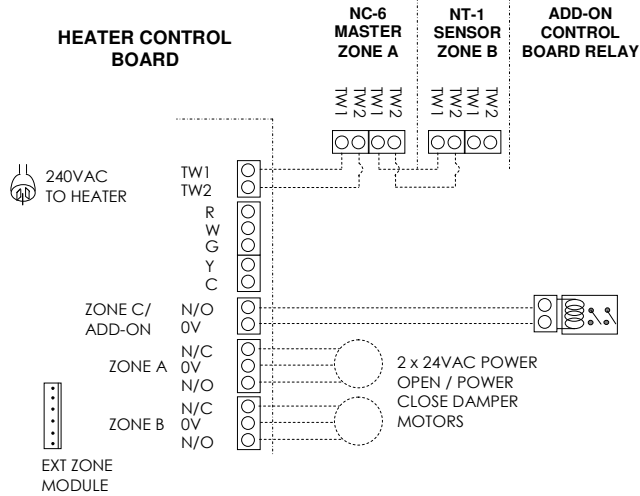 HEATER CONTROL
BOARD
NC-6
MASTER
ZONE A
NT-1
SENSOR
ZONE B
ADD-ON
CONTROL
BOARD RELAY
TW1
TW2
TW1
TW2
TW1
TW2
TW1
TW2
240VAC
TO HEATER
TW1
TW2
R
W
G
Y
C
ZONE C/
ADD-ON
N/O
0V
ZONE A
N/C
0V
N/O
ZONE B
N/C
0V
N/O
2 x 24VAC POWER
OPEN / POWER
CLOSE DAMPER
MOTORS
EXT ZONE
MODULE